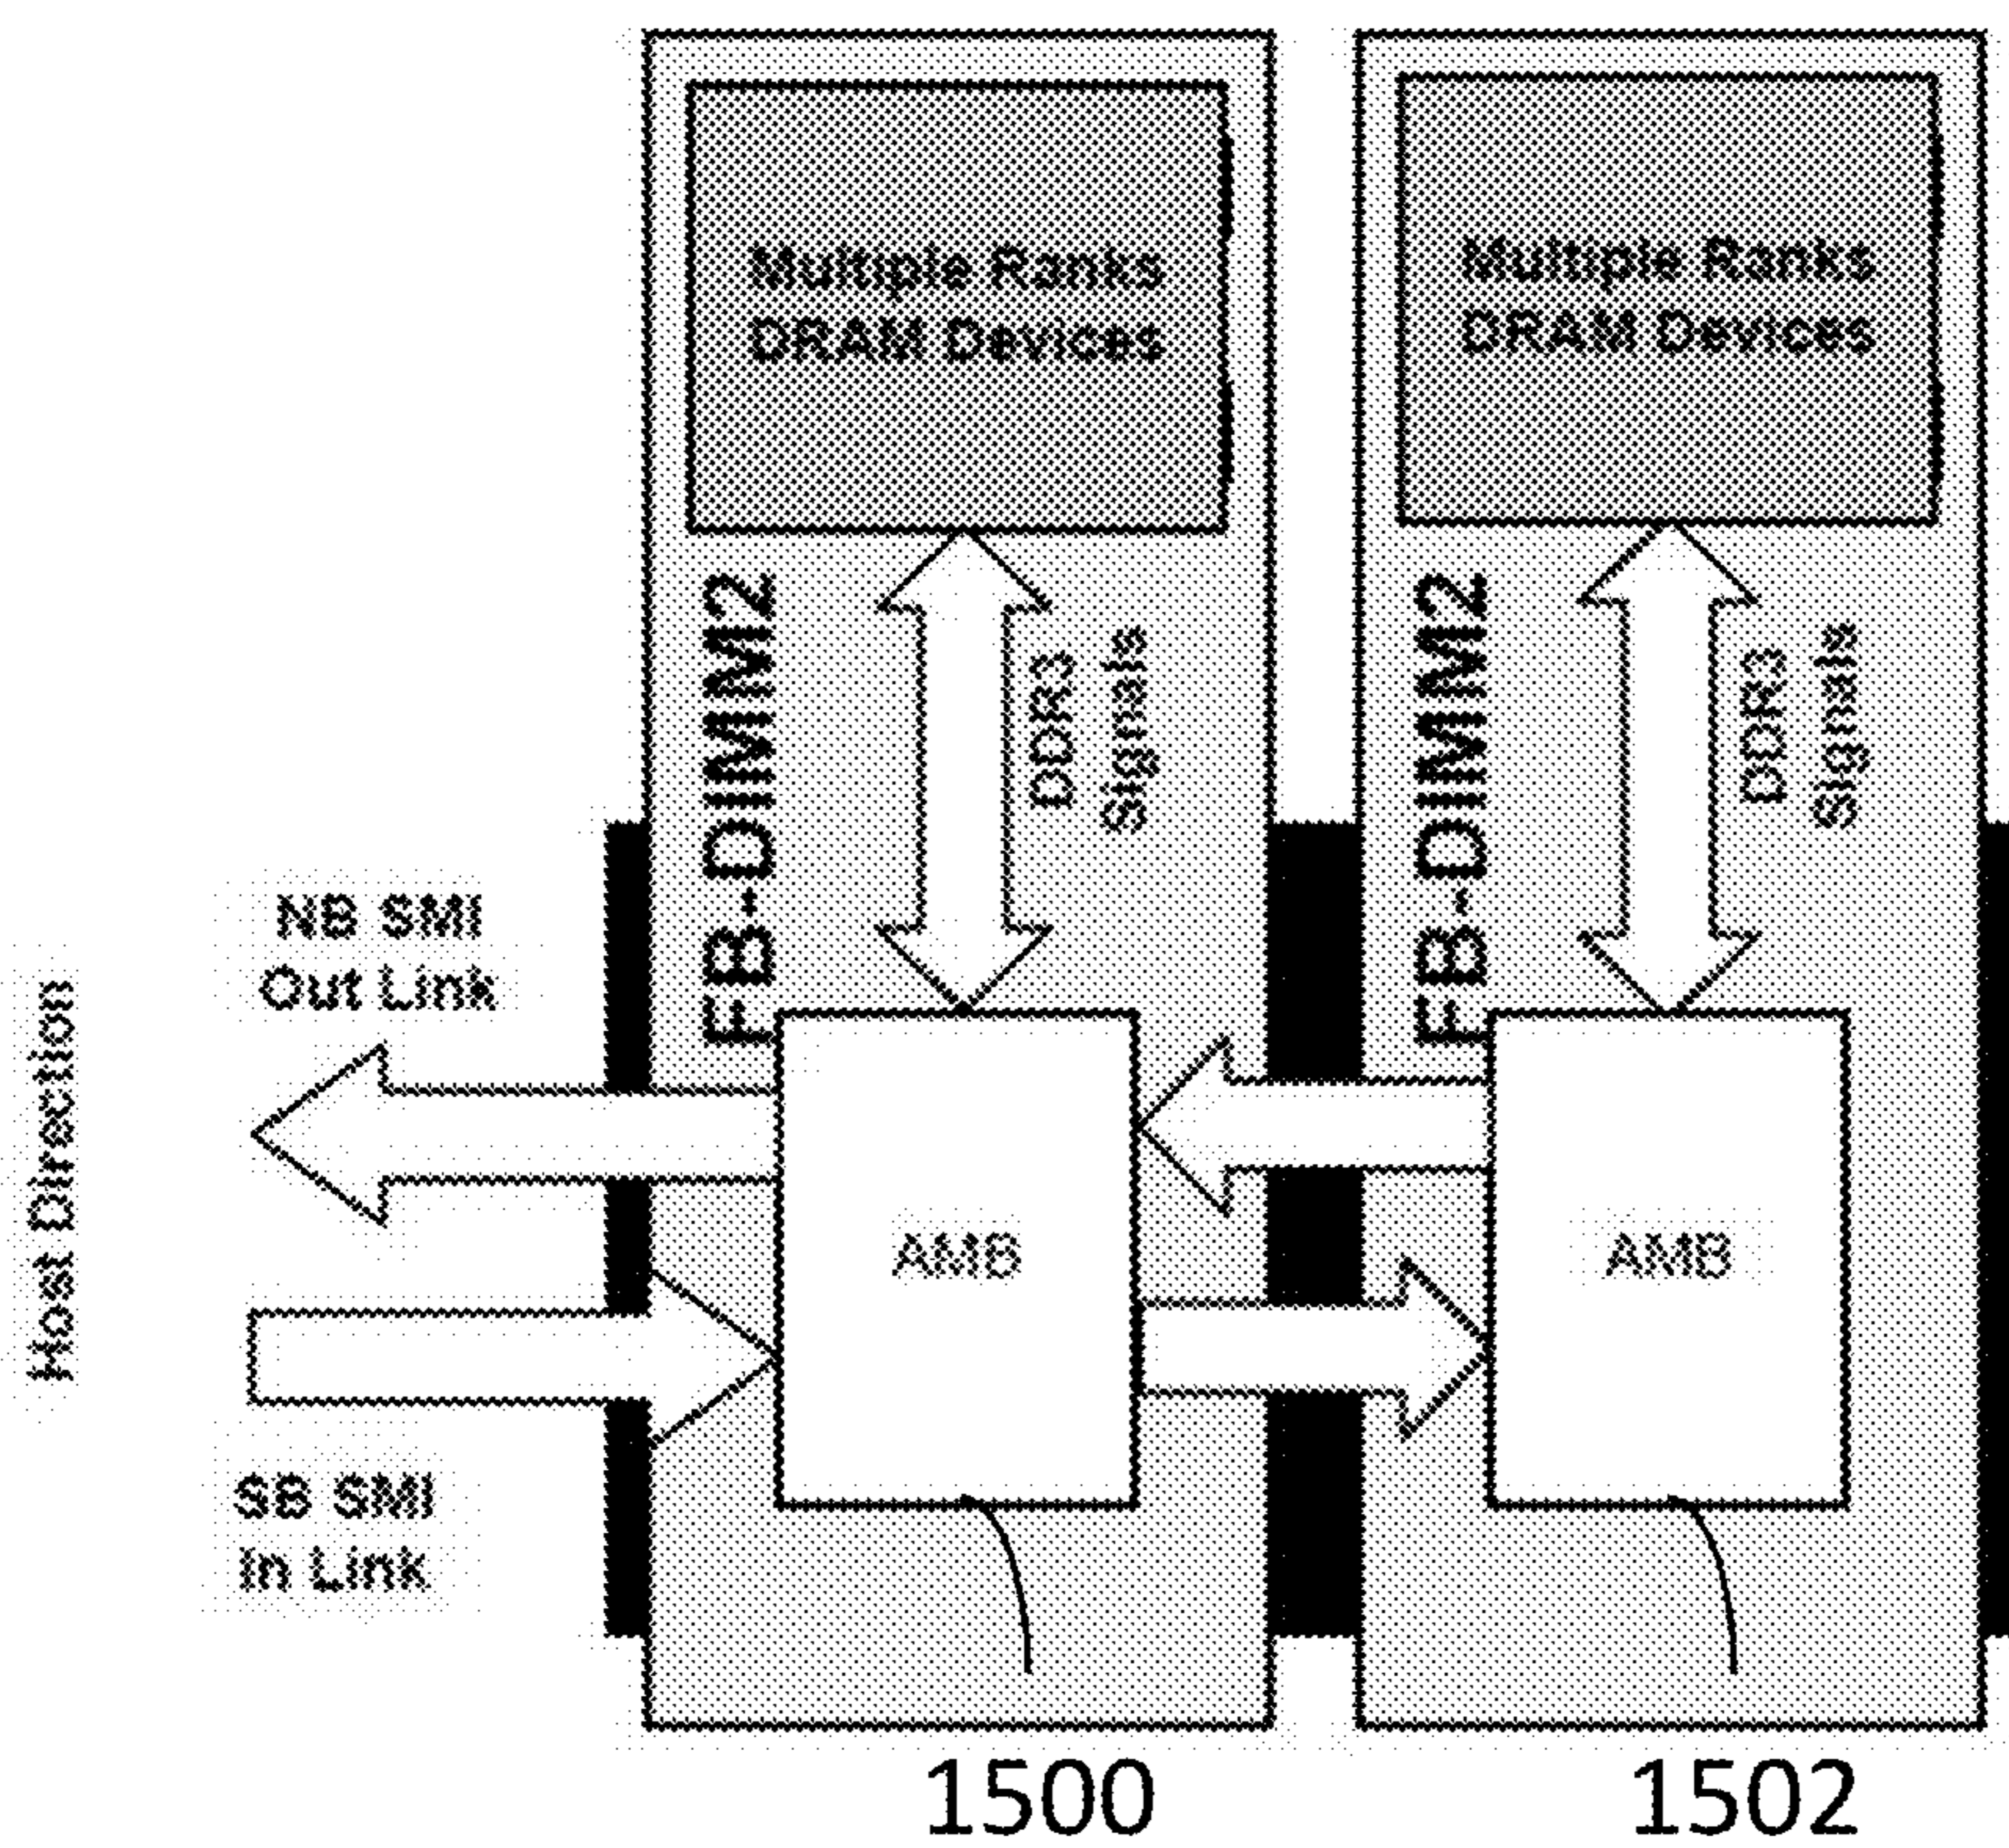 Multiple Ranks
DRAM Devices
Multiple Ranks
DRAM Devices
FB-DIMM2
DDR3
Signals
FB-DIMM2
DDR3
Signals
NB SMI
Out Link
Host Direction
AMB
AMB
SB SMI
In Link
1500
1502